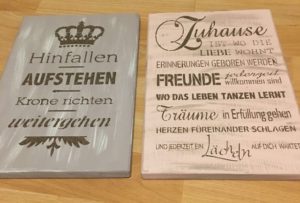 Hinfallen
AUFSTEHEN
Krone richten
weitergehen
Zuhause
IST WO DIE
LIEBE WOHNT
ERINNERUNGEN GEBOREN WERDEN
FREUNDE jederzeit willkommen sind
WO DAS LEBEN TANZEN LERNT
Träume in Erfüllung gehen
HERZEN FÜREINANDER SCHLAGEN
UND JEDERZEIT EIN Lächeln AUF DICH WARTET